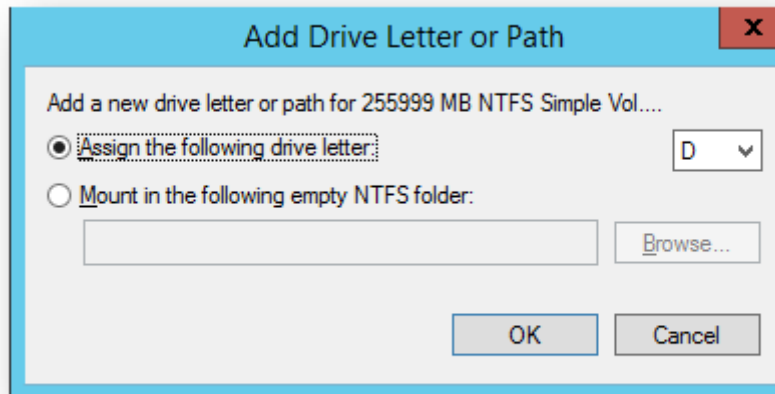 Add Drive Letter or Path
x
Add a new drive letter or path for 255999 MB NTFS Simple Vol....
Assign the following drive letter: D
Mount in the following empty NTFS folder:
Browse...
OK Cancel